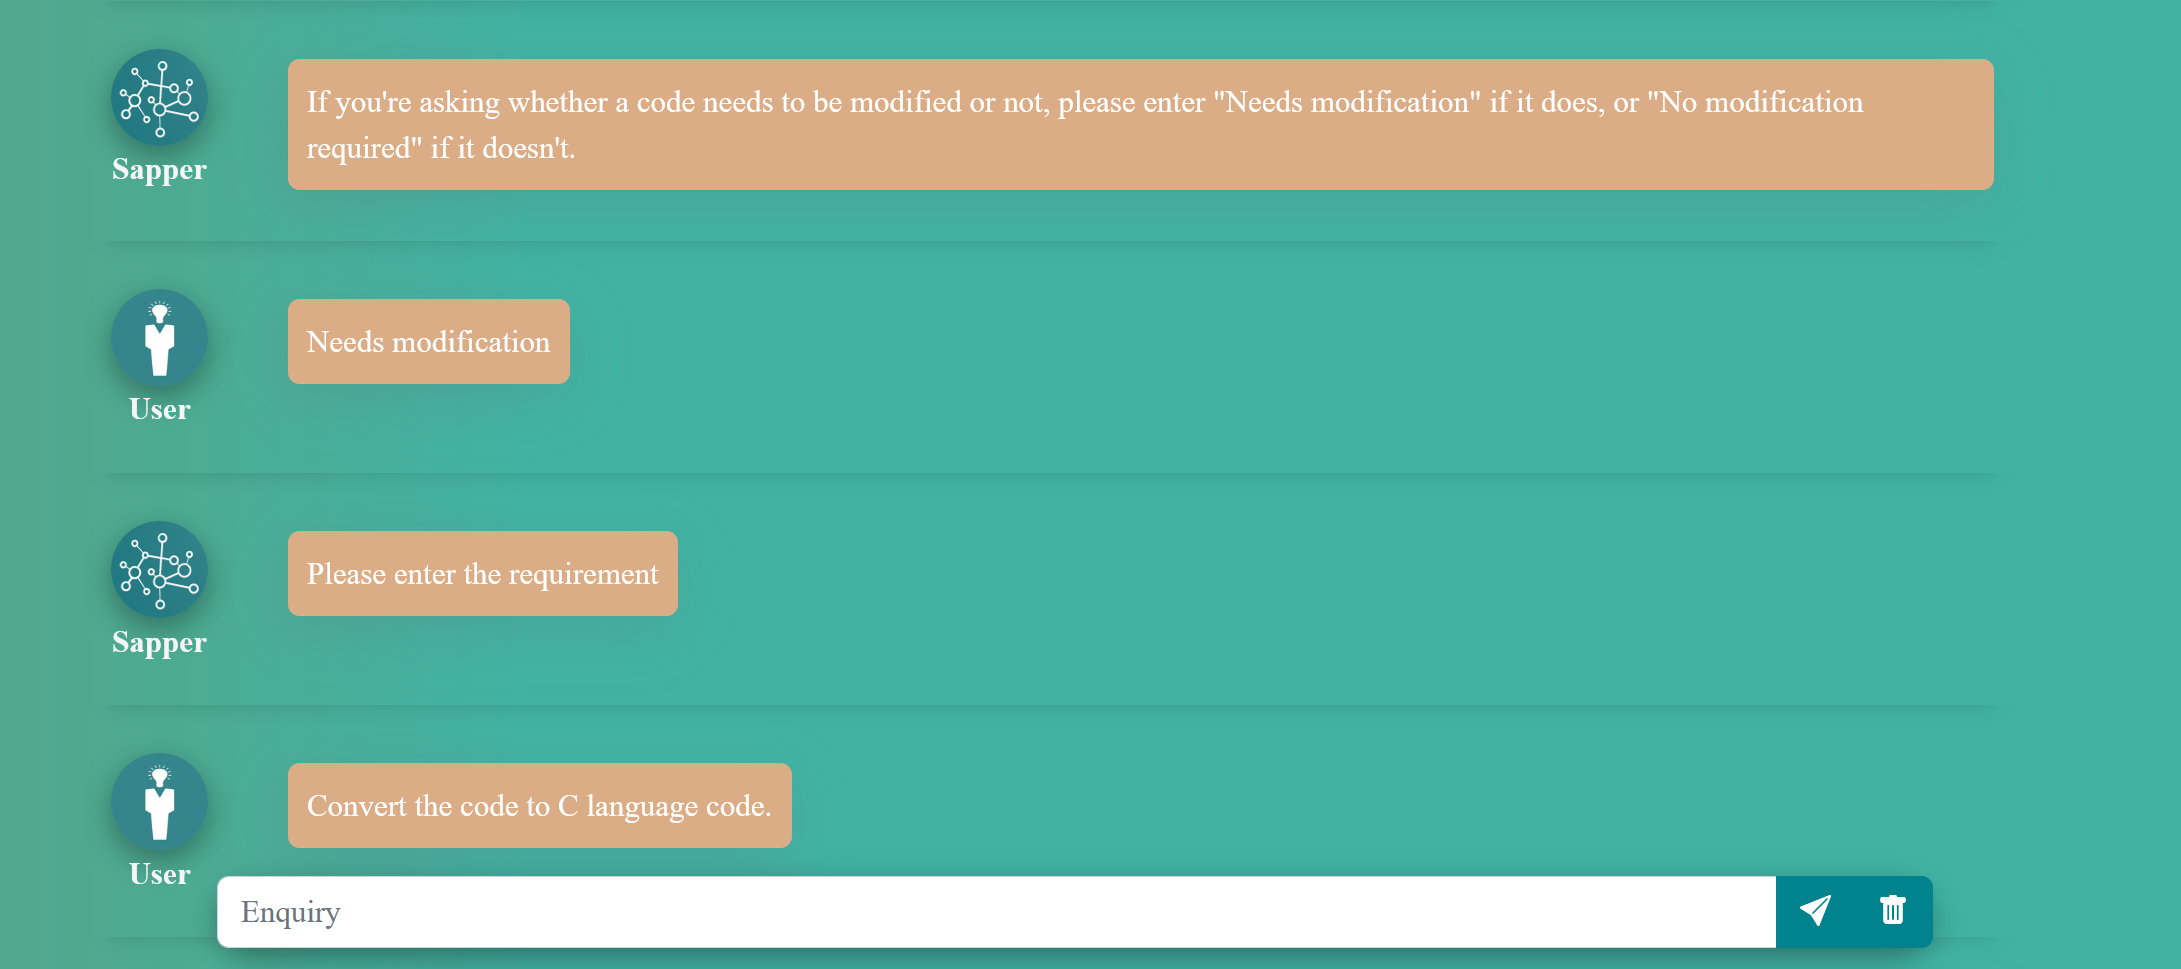 If you're asking whether a code needs to be modified or not, please enter "Needs modification" if it does, or "No modification
required" if it doesn't.
Sapper
Needs modification
User
Please enter the requirement
Sapper
Convert the code to C language code.
User
Enquiry